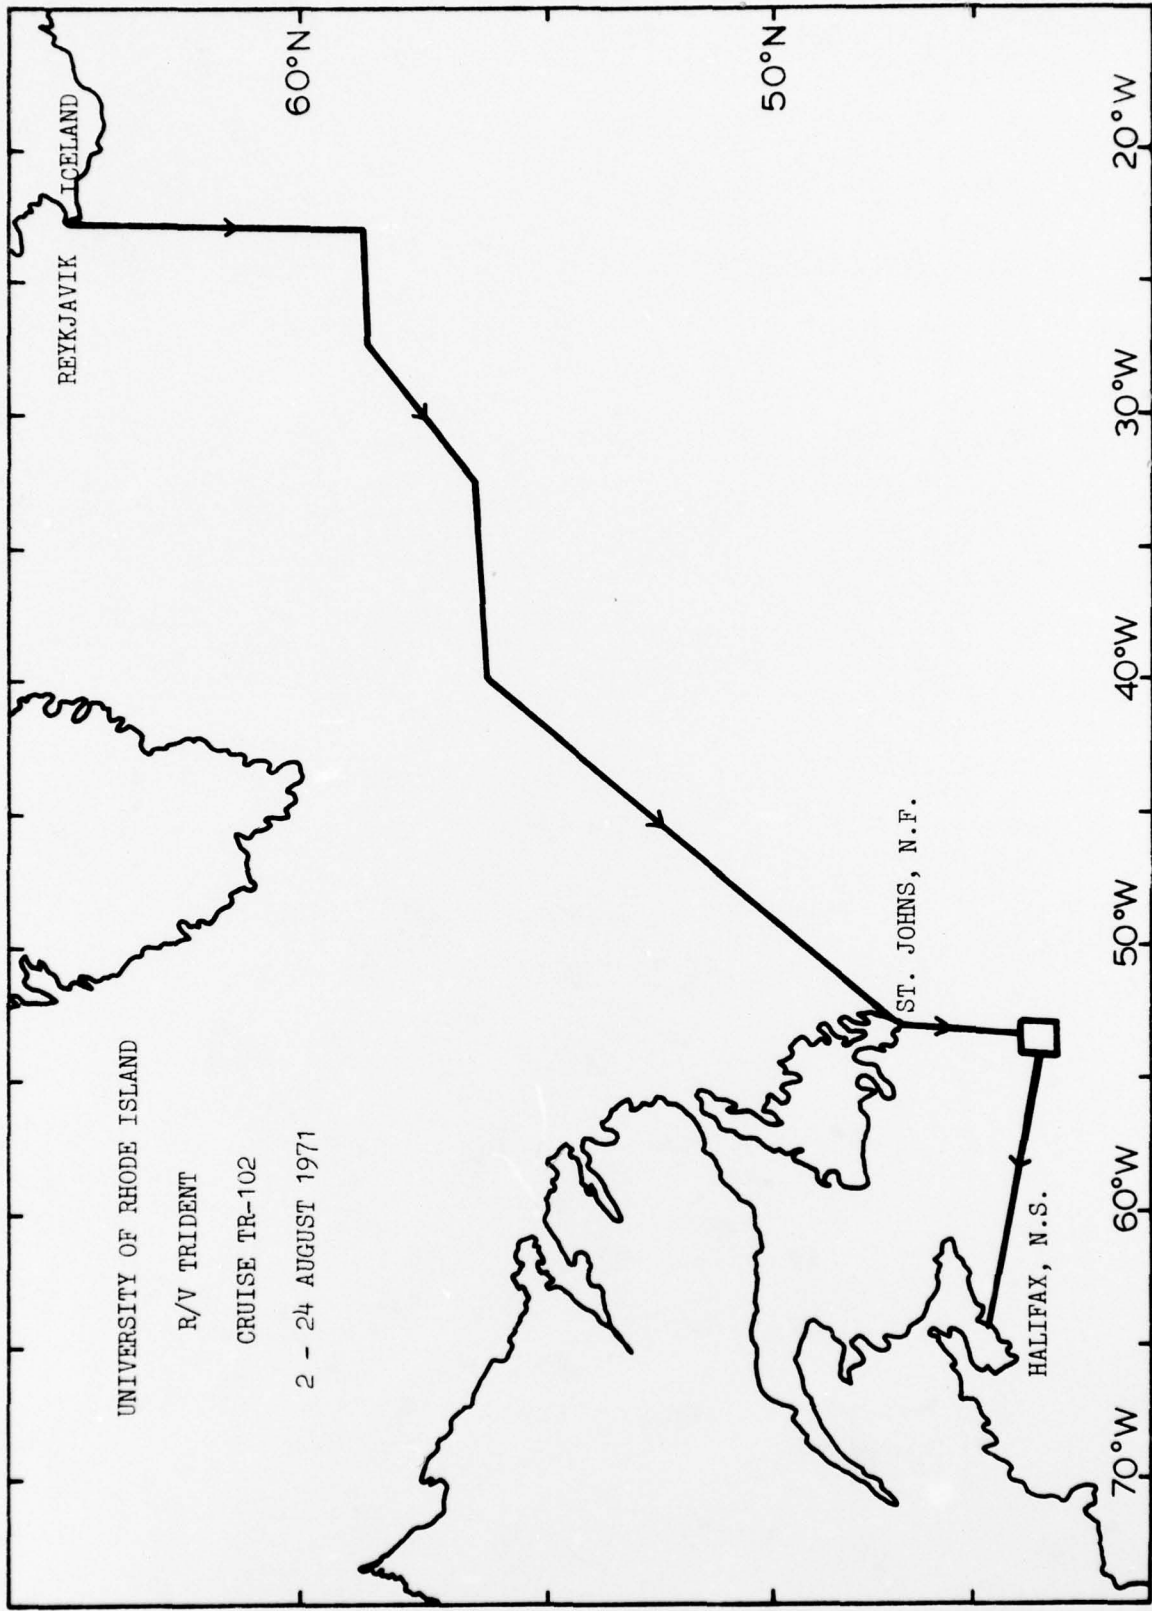 UNIVERSITY OF RHODE ISLAND
R/V TRIDENT
CRUISE TR-102
2 - 24 AUGUST 1971
REYKJAVIK
ICELAND
ST. JOHNS, N.F.
HALIFAX, N.S.
60°N
50°N
70°W
60°W
50°W
40°W
30°W
20°W